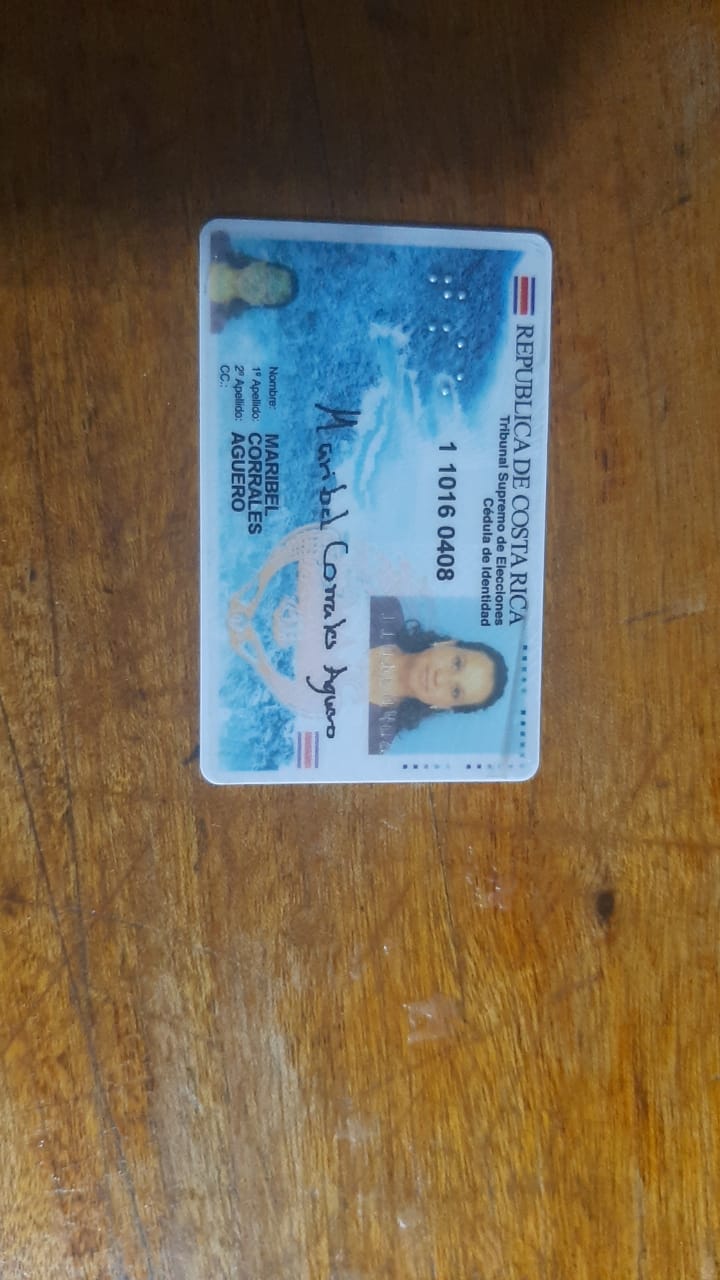 REPUBLICA DE COSTA RICA
Tribunal Supremo de Elecciones
Cédula de Identidad
1 1016 0408
Maribel Corrales Aguero
Nombre: MARIBEL
1º Apellido: CORRALES
2º Apellido: AGUERO
CC.: